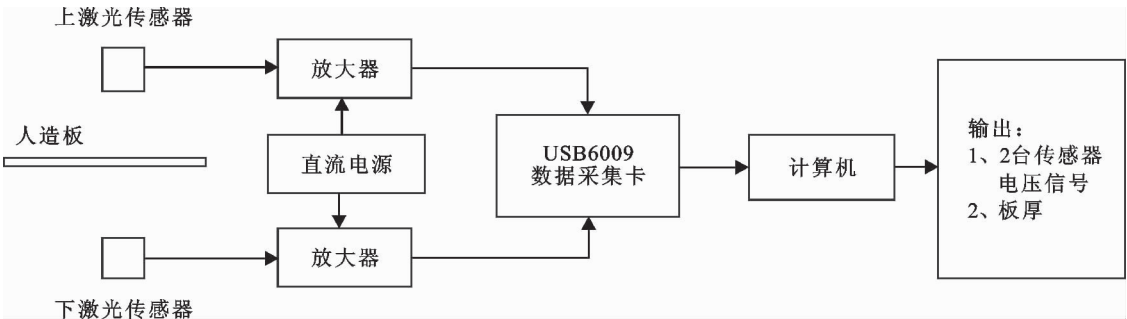 上激光传感器
放大器
人造板
直流电源
USB6009
数据采集卡
计算机
输出：
1、2台传感器
电压信号
2、板厚
放大器
下激光传感器